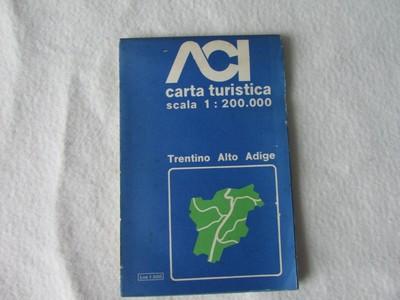 ACI
carta turistica
scala 1 : 200.000
Trentino Alto Adige